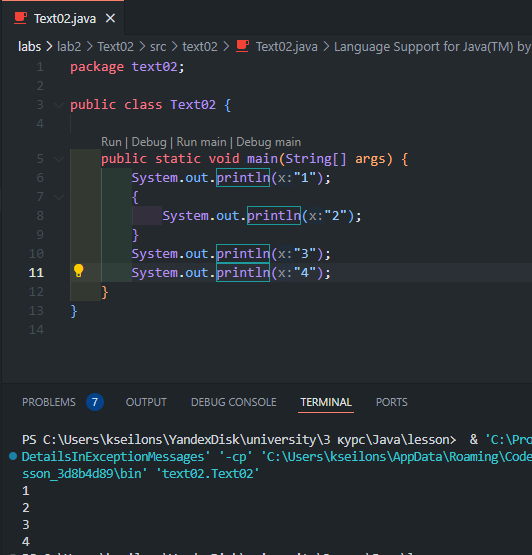 Text02.java
labs > lab2 > Text02 > src > text02 > Text02.java > Language Support for Java(TM) by
1 package text02;
2
3 public class Text02 {
4
Run | Debug | Run main | Debug main
5 public static void main(String[] args) {
6 System.out.println(x:"1");
7 {
8 System.out.println(x:"2");
9 }
10 System.out.println(x:"3");
11 System.out.println(x:"4");
12 }
13 }
14
PROBLEMS 7 OUTPUT DEBUG CONSOLE TERMINAL PORTS
PS C:\Users\kseilons\YandexDisk\university\3 курс\Java\lesson> & 'C:\Pro
DetailsInExceptionMessages' '-cp' 'C:\Users\kseilons\AppData\Roaming\Code
sson_3d8b4d89\bin' 'text02.Text02'
1
2
3
4